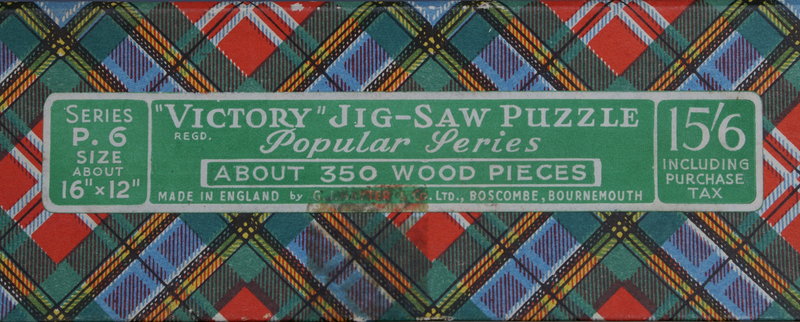 SERIES
P. 6
SIZE
ABOUT
16" x 12"
"VICTORY" JIG-SAW PUZZLE
REGD.
Popular Series
ABOUT 350 WOOD PIECES
MADE IN ENGLAND by G. LTD., BOSCOMBE, BOURNEMOUTH
15/6
INCLUDING
PURCHASE
TAX